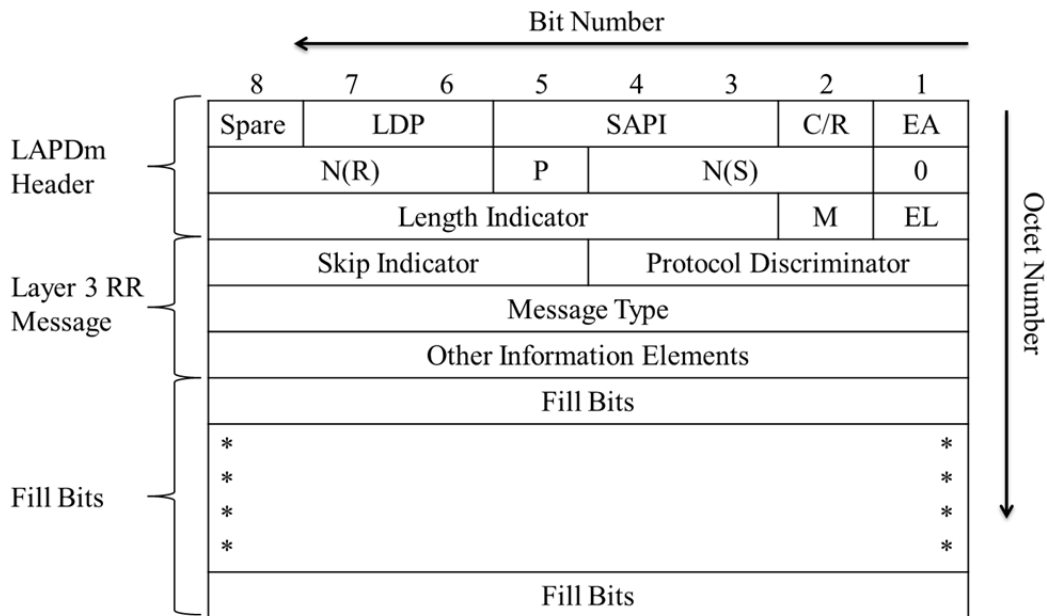 Bit Number
8 7 6 5 4 3 2 1
Spare LDP SAPI C/R EA
LAPDm
Header
N(R) P N(S) 0
Length Indicator M EL
Octet Number
Layer 3 RR
Message
Skip Indicator Protocol Discriminator
Message Type
Other Information Elements
Fill Bits
Fill Bits
* *
* *
* *
* *
Fill Bits